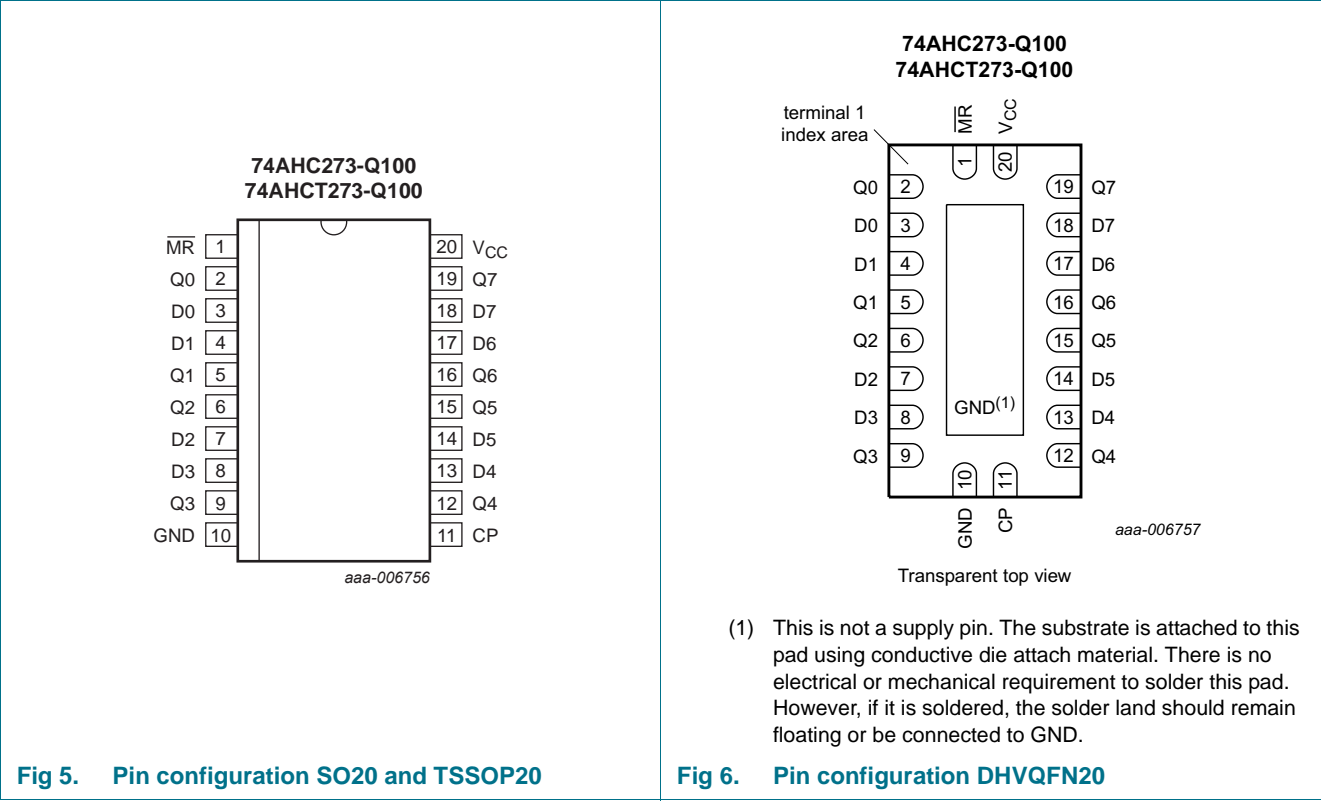 74AHC273-Q100
74AHCT273-Q100
MR 1 20 VCC
Q0 2 19 Q7
D0 3 18 D7
D1 4 17 D6
Q1 5 16 Q6
Q2 6 15 Q5
D2 7 14 D5
D3 8 13 D4
Q3 9 12 Q4
GND 10 11 CP
aaa-006756
Fig 5. Pin configuration SO20 and TSSOP20
74AHC273-Q100
74AHCT273-Q100
terminal 1
index area
MR VCC
1 20
Q0 2 19 Q7
D0 3 18 D7
D1 4 17 D6
Q1 5 16 Q6
Q2 6 15 Q5
D2 7 14 D5
D3 8 GND(1) 13 D4
Q3 9 12 Q4
10 11
GND CP
aaa-006757
Transparent top view
(1) This is not a supply pin. The substrate is attached to this
pad using conductive die attach material. There is no
electrical or mechanical requirement to solder this pad.
However, if it is soldered, the solder land should remain
floating or be connected to GND.
Fig 6. Pin configuration DHVQFN20